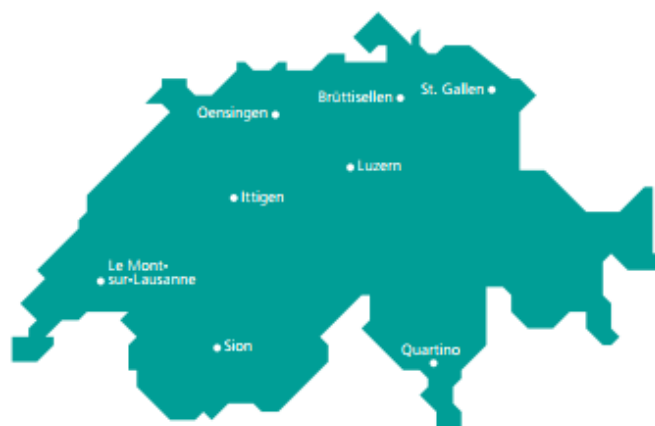 St. Gallen
Brüttisellen
Oensingen
Luzern
Ittigen
Le Mont-
sur-Lausanne
Sion
Quartino